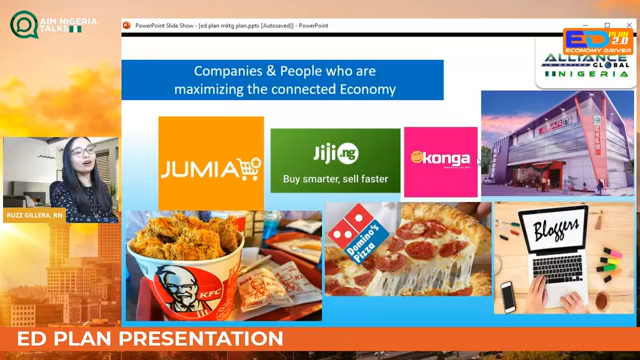 AIM NIGERIA
TALKS
PowerPoint Slide Show - [ed plan mktg plan.pptx [Autosaved]] - PowerPoint
ED PLAN
2.0
ECONOMY DRIVER
ALLIANCE
IN MOTION GLOBAL
NIGERIA
Companies & People who are
maximizing the connected Economy
JUMIA
Jiji.ng
Buy smarter, sell faster
konga
KFC
Domino's
Pizza
Bloggers
RUZZ GILLERA, RN
ED PLAN PRESENTATION